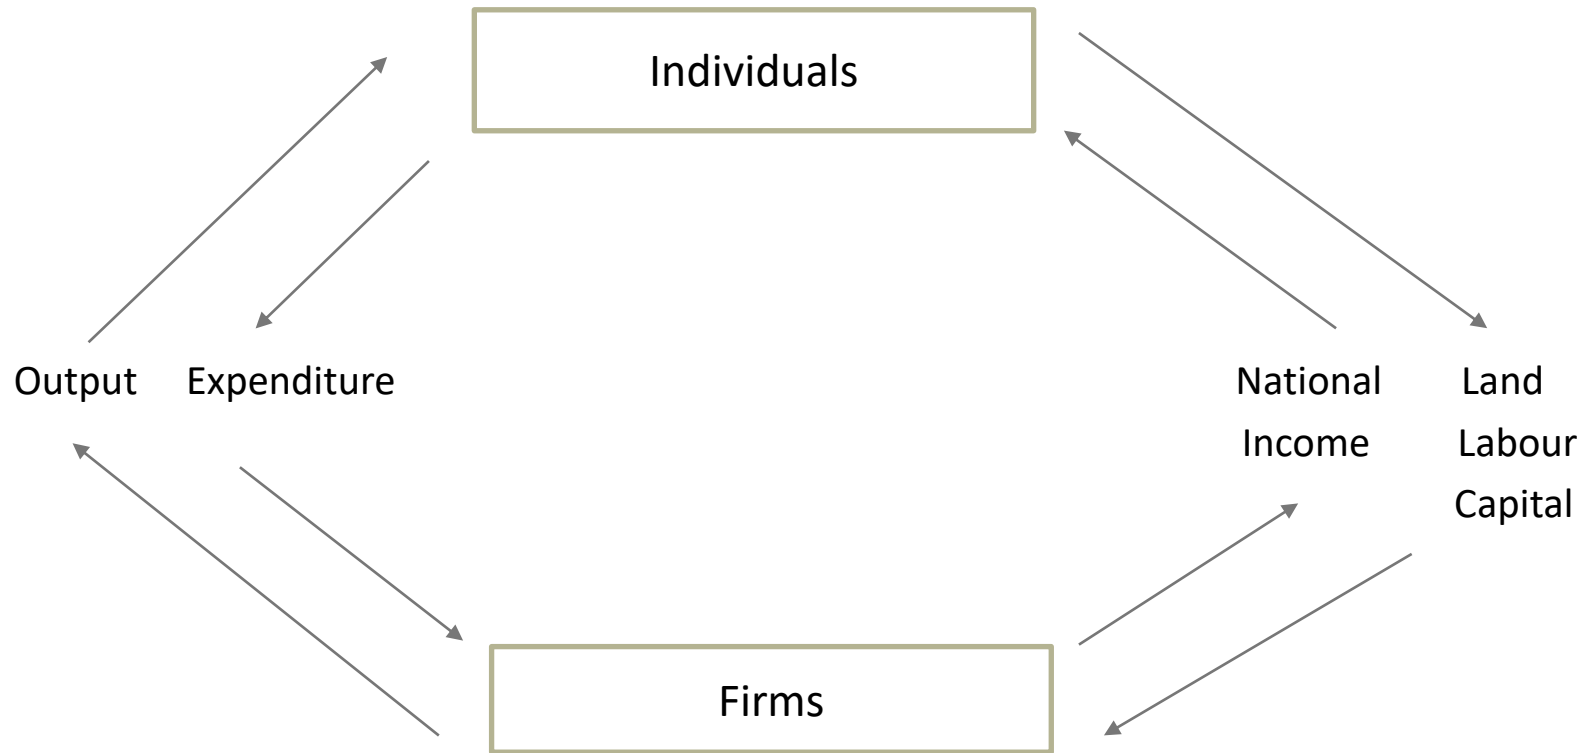 Individuals
Output
Expenditure
National
Income
Land
Labour
Capital
Firms